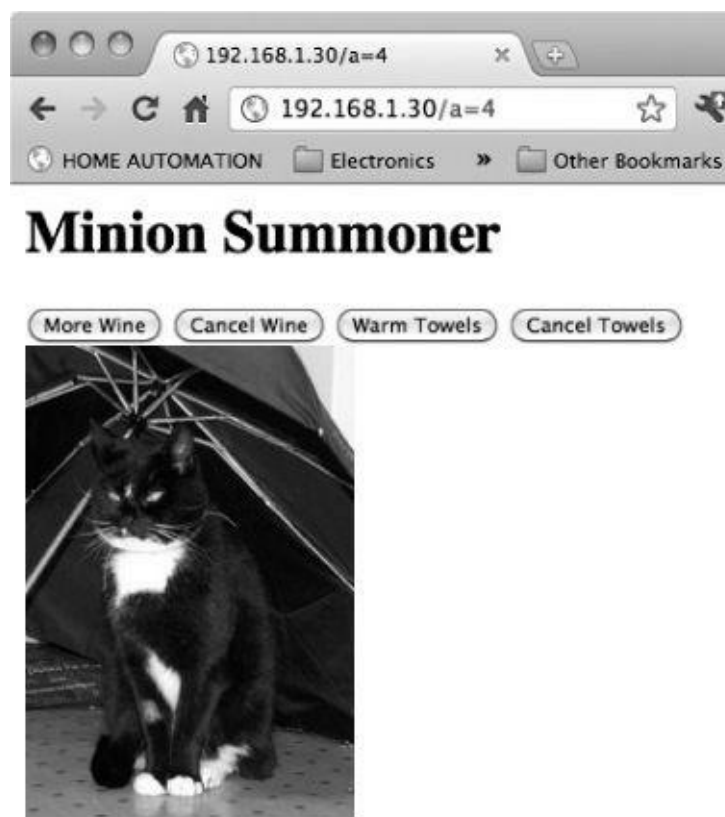 192.168.1.30/a=4
192.168.1.30/a=4
HOME AUTOMATION Electronics » Other Bookmarks
Minion Summoner
More Wine Cancel Wine Warm Towels Cancel Towels